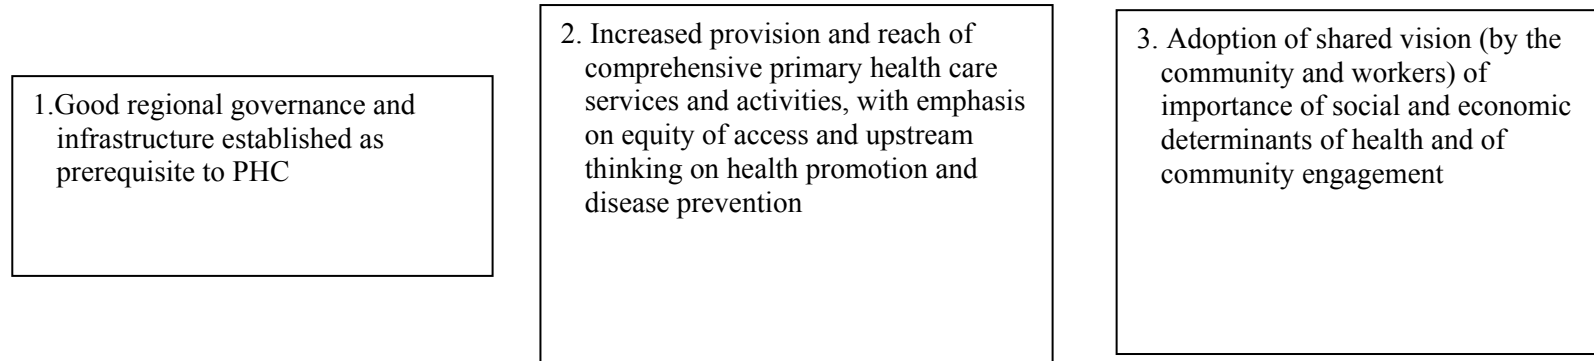 1.Good regional governance and
infrastructure established as
prerequisite to PHC
2. Increased provision and reach of
comprehensive primary health care
services and activities, with emphasis
on equity of access and upstream
thinking on health promotion and
disease prevention
3. Adoption of shared vision (by the
community and workers) of
importance of social and economic
determinants of health and of
community engagement